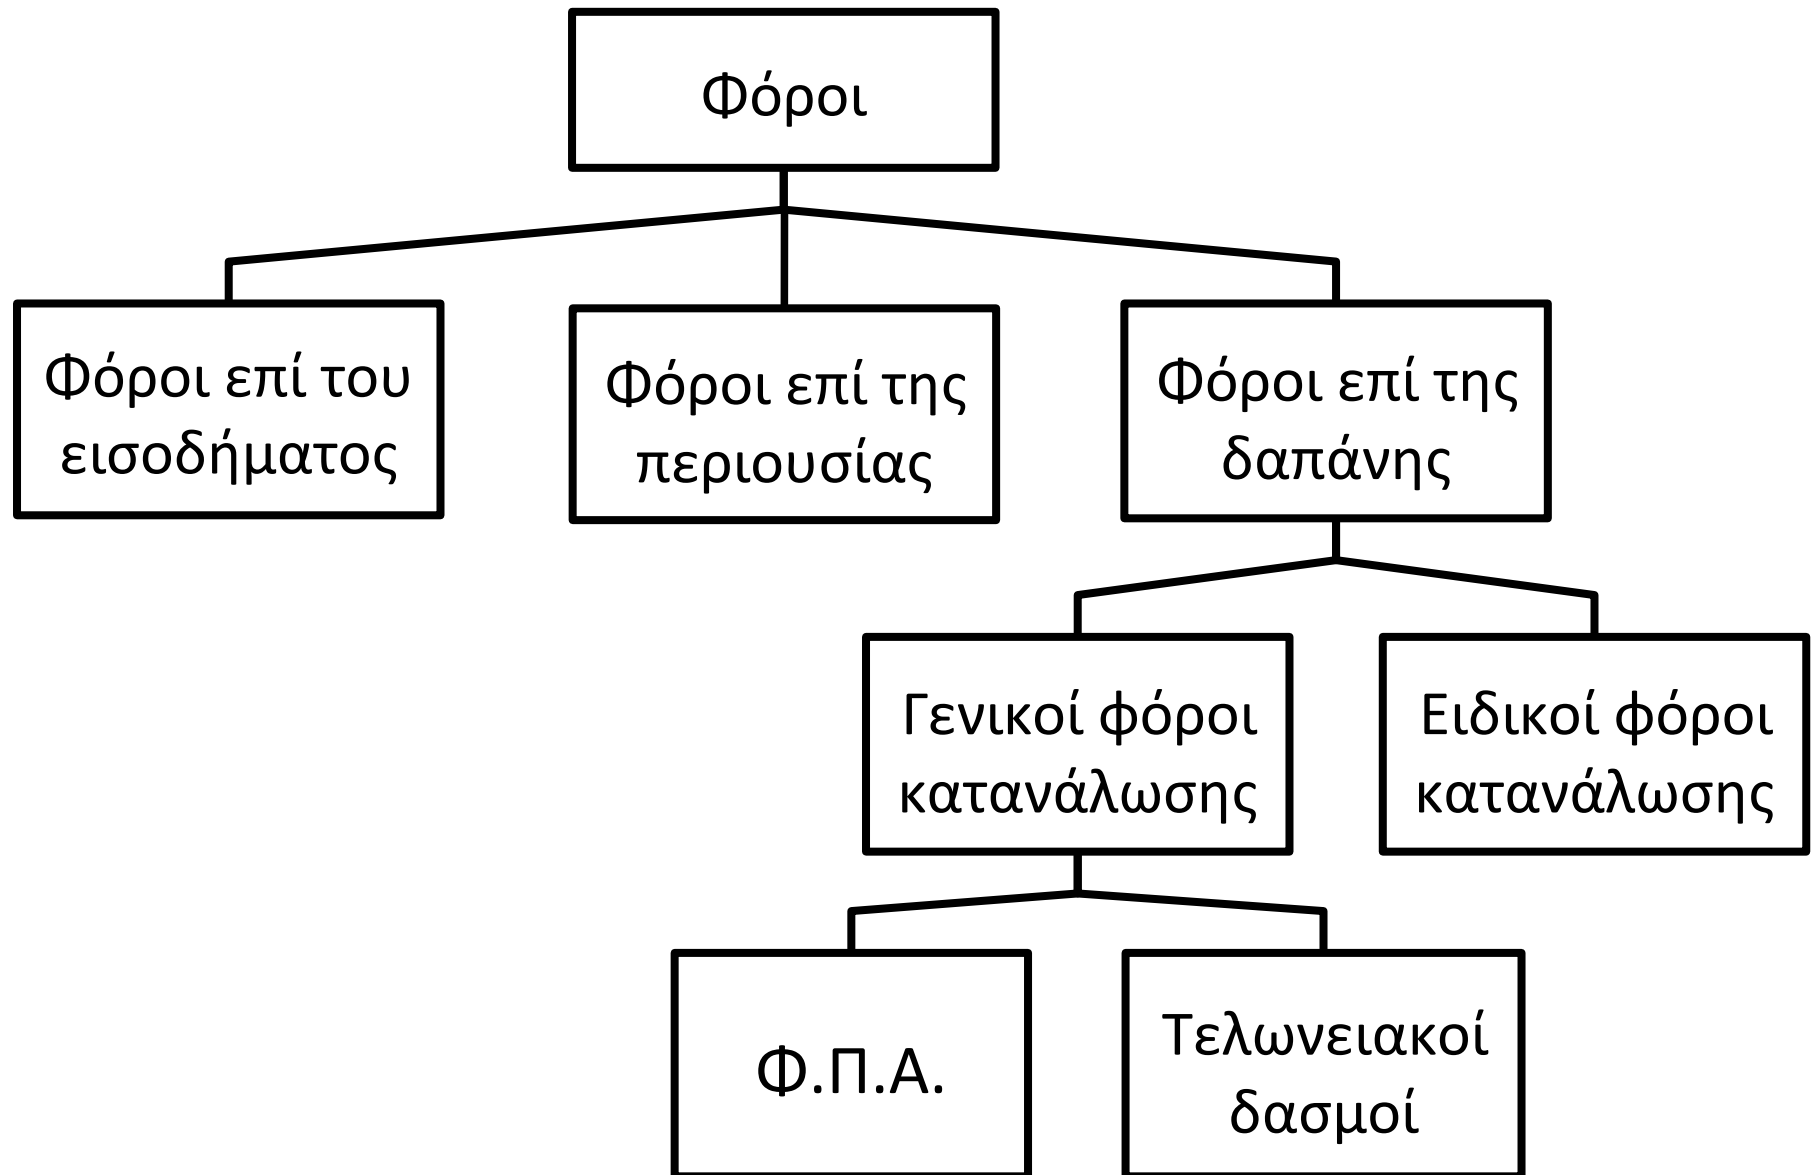 Φόροι
Φόροι επί του
εισοδήματος
Φόροι επί της
περιουσίας
Φόροι επί της
δαπάνης
Γενικοί φόροι
κατανάλωσης
Ειδικοί φόροι
κατανάλωσης
Φ.Π.Α.
Τελωνειακοί
δασμοί